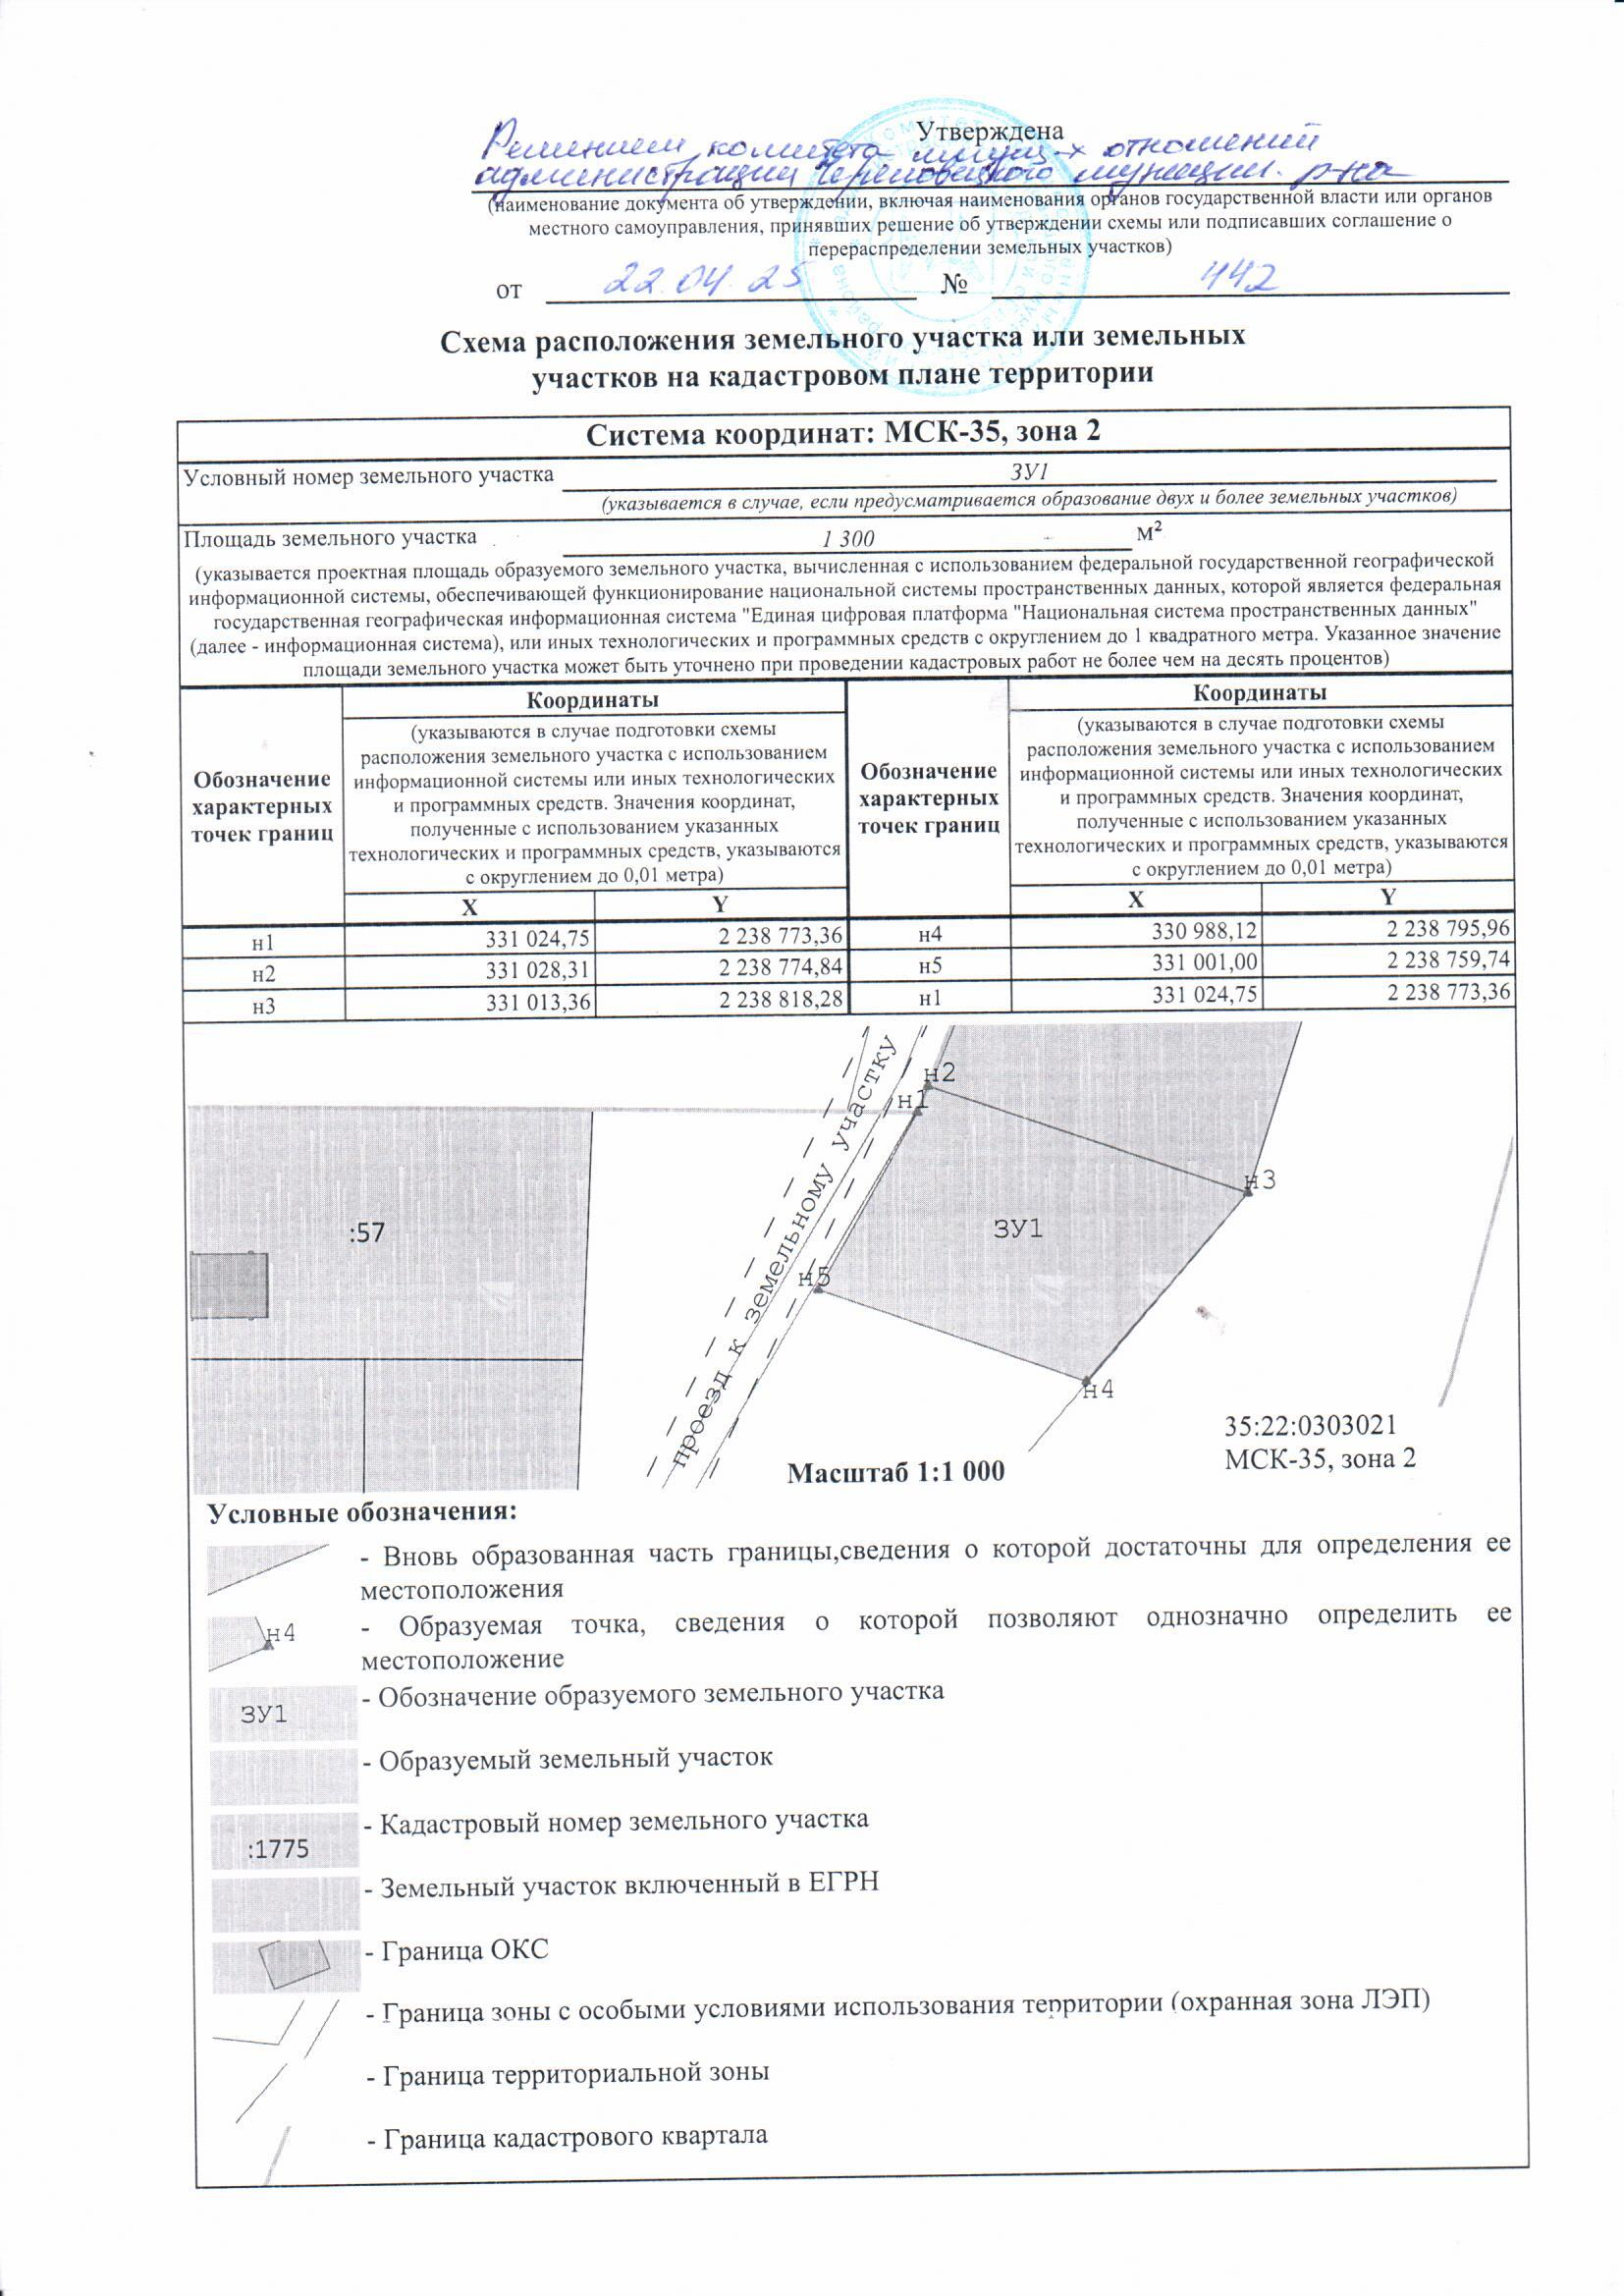 Утверждена
Решением комитета имущ-х отношений
администрации Череповецкого муницип. р-на
(наименование документа об утверждении, включая наименования органов государственной власти или органов
местного самоуправления, принявших решение об утверждении схемы или подписавших соглашение о
перераспределении земельных участков)
от 22.04.25 № 442
Схема расположения земельного участка или земельных
участков на кадастровом плане территории
Система координат: МСК-35, зона 2
Условный номер земельного участка ЗУ1
(указывается в случае, если предусматривается образование двух и более земельных участков)
Площадь земельного участка 1 300 м²
(указывается проектная площадь образуемого земельного участка, вычисленная с использованием федеральной государственной географической
информационной системы, обеспечивающей функционирование национальной системы пространственных данных, которой является федеральная
государственная географическая информационная система "Единая цифровая платформа "Национальная система пространственных данных"
(далее - информационная система), или иных технологических и программных средств с округлением до 1 квадратного метра. Указанное значение
площади земельного участка может быть уточнено при проведении кадастровых работ не более чем на десять процентов)
Обозначение
характерных
точек границ
Координаты
(указываются в случае подготовки схемы
расположения земельного участка с использованием
информационной системы или иных технологических
и программных средств. Значения координат,
полученные с использованием указанных
технологических и программных средств, указываются
с округлением до 0,01 метра)
X Y
Обозначение
характерных
точек границ
Координаты
(указываются в случае подготовки схемы
расположения земельного участка с использованием
информационной системы или иных технологических
и программных средств. Значения координат,
полученные с использованием указанных
технологических и программных средств, указываются
с округлением до 0,01 метра)
X Y
н1 331 024,75 2 238 773,36 н4 330 988,12 2 238 795,96
н2 331 028,31 2 238 774,84 н5 331 001,00 2 238 759,74
н3 331 013,36 2 238 818,28 н1 331 024,75 2 238 773,36
н2
н1
проезд к земельному участку
н3
:57
ЗУ1
н5
н4
35:22:0303021
МСК-35, зона 2
Масштаб 1:1 000
Условные обозначения:
- Вновь образованная часть границы,сведения о которой достаточны для определения ее
местоположения
н4
- Образуемая точка, сведения о которой позволяют однозначно определить ее
местоположение
ЗУ1 - Обозначение образуемого земельного участка
- Образуемый земельный участок
:1775 - Кадастровый номер земельного участка
- Земельный участок включенный в ЕГРН
- Граница ОКС
- Граница зоны с особыми условиями использования территории (охранная зона ЛЭП)
- Граница территориальной зоны
- Граница кадастрового квартала